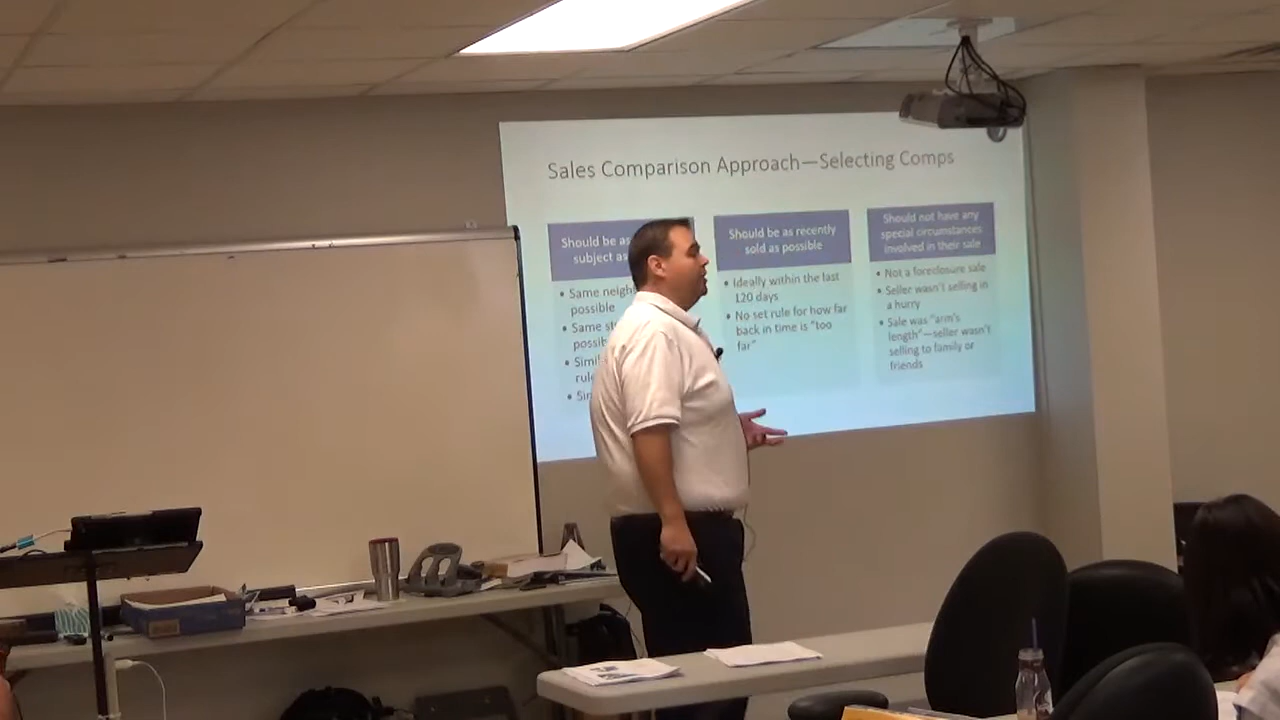 Sales Comparison Approach—Selecting Comps
Should be as
subject as
• Same neigh
possible
• Same st
possib
• Simil
rule
• Sin
Should be as recently
sold as possible
• Ideally within the last
120 days
• No set rule for how far
back in time is "too
far"
Should not have any
special circumstances
involved in their sale
• Not a foreclosure sale
• Seller wasn't selling in
a hurry
• Sale was "arm's
length"—seller wasn't
selling to family or
friends